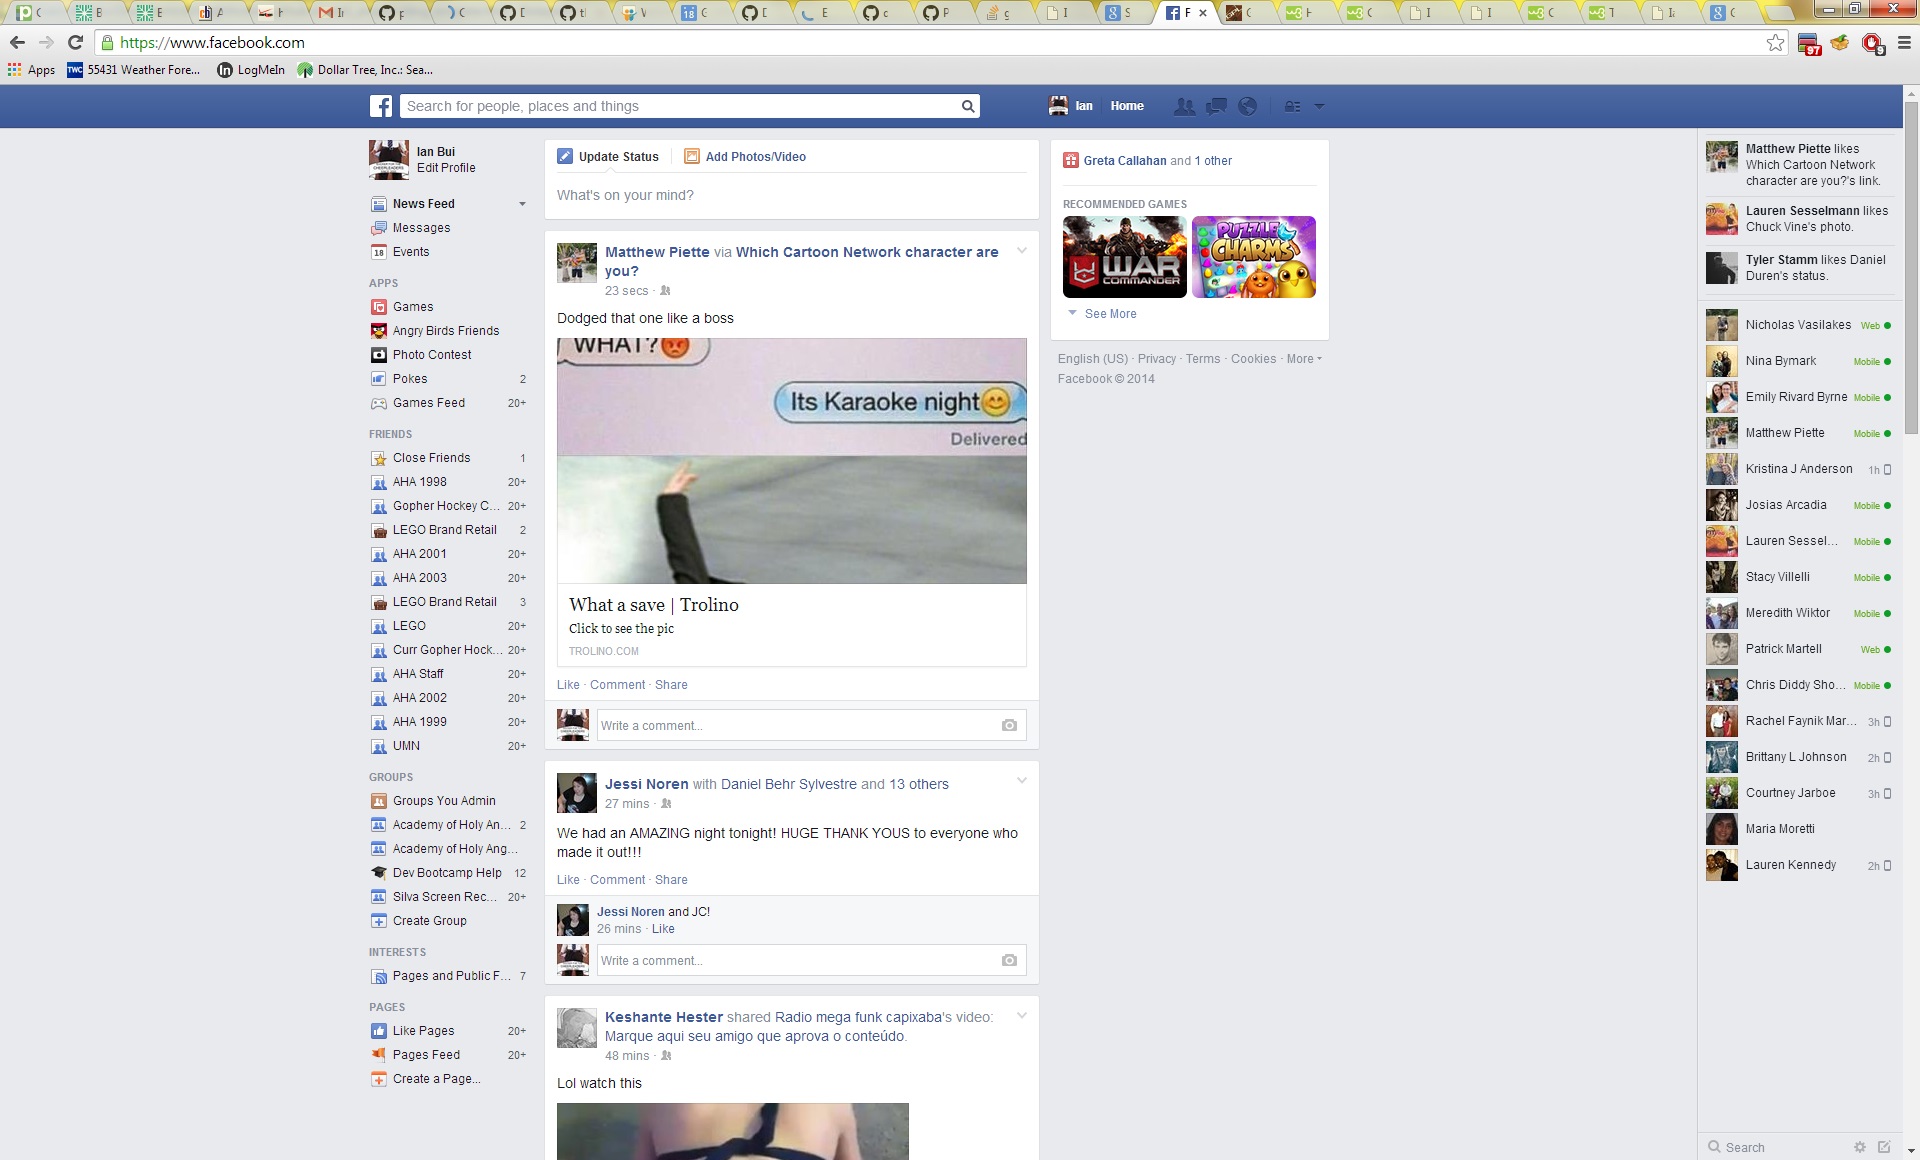 https://www.facebook.com
97
9
Apps
TWC 55431 Weather Fore...
LogMeIn
Dollar Tree, Inc.: Sea...
Search for people, places and things
Ian
Home
Ian Bui
Edit Profile
News Feed
Messages
18 Events
APPS
Games
Angry Birds Friends
Photo Contest
Pokes 2
Games Feed 20+
FRIENDS
Close Friends 1
AHA 1998 20+
Gopher Hockey C... 20+
LEGO Brand Retail 2
AHA 2001 20+
AHA 2003 20+
LEGO Brand Retail 3
LEGO 20+
Curr Gopher Hock... 20+
AHA Staff 20+
AHA 2002 20+
AHA 1999 20+
UMN 20+
GROUPS
Groups You Admin
Academy of Holy An... 2
Academy of Holy Ang...
Dev Bootcamp Help 12
Silva Screen Rec... 20+
Create Group
INTERESTS
Pages and Public F... 7
PAGES
Like Pages 20+
Pages Feed 20+
Create a Page...
Update Status
Add Photos/Video
What's on your mind?
Matthew Piette via Which Cartoon Network character are
you?
23 secs ·
Dodged that one like a boss
WHAT?
Its Karaoke night
Delivered
What a save | Trolino
Click to see the pic
TROLINO.COM
Like · Comment · Share
Write a comment...
Jessi Noren with Daniel Behr Sylvestre and 13 others
27 mins ·
We had an AMAZING night tonight! HUGE THANK YOUS to everyone who
made it out!!!
Like · Comment · Share
Jessi Noren and JC!
26 mins · Like
Write a comment...
Keshante Hester shared Radio mega funk capixaba's video:
Marque aqui seu amigo que aprova o conteúdo.
48 mins ·
Lol watch this
Greta Callahan and 1 other
RECOMMENDED GAMES
WAR
COMMANDER
PUZZLE
CHARMS
See More
English (US) · Privacy · Terms · Cookies · More
Facebook © 2014
Matthew Piette likes
Which Cartoon Network
character are you?'s link.
Lauren Sesselmann likes
Chuck Vine's photo.
Tyler Stamm likes Daniel
Duren's status.
Nicholas Vasilakes Web
Nina Bymark Mobile
Emily Rivard Byrne Mobile
Matthew Piette Mobile
Kristina J Anderson 1h
Josias Arcadia Mobile
Lauren Sessel... Mobile
Stacy Villelli Mobile
Meredith Wiktor Mobile
Patrick Martell Web
Chris Diddy Sho... Mobile
Rachel Faynik Mar... 3h
Brittany L Johnson 2h
Courtney Jarboe 3h
Maria Moretti
Lauren Kennedy 2h
Search